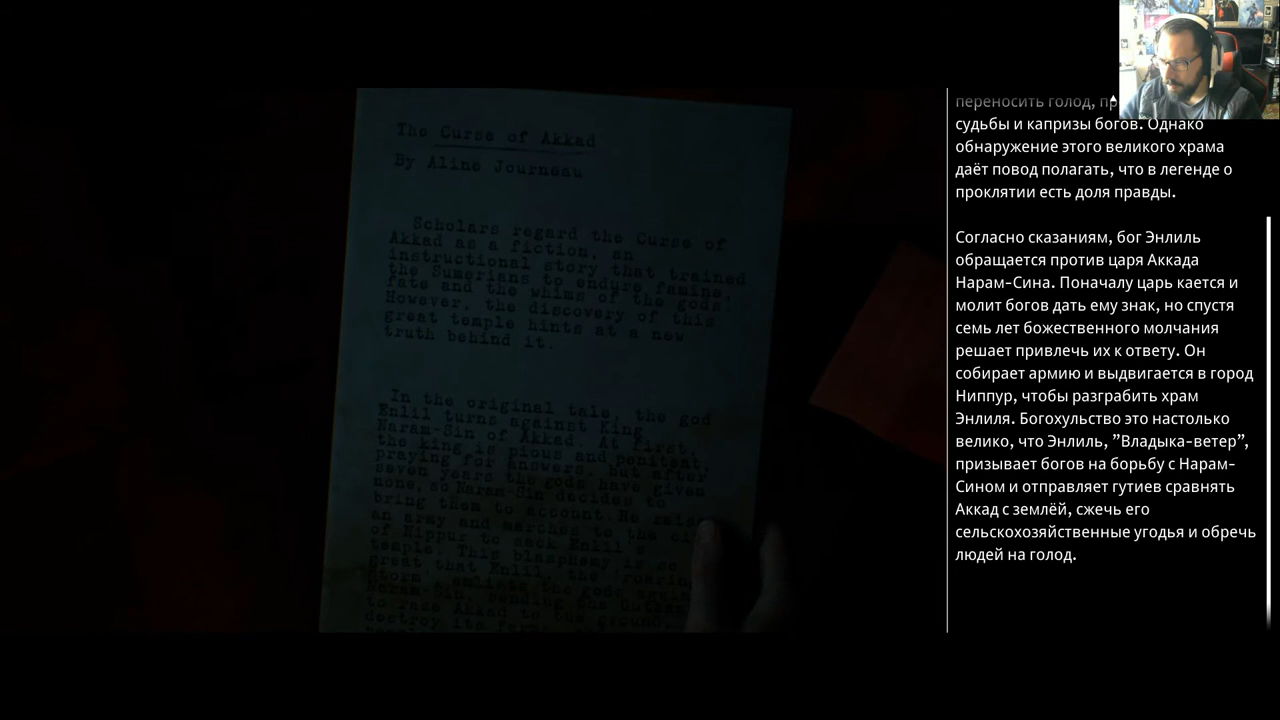 The Curse of Akkad
By Aline Journeau
Scholars regard the Curse of
Akkad as a fiction, an
instructional story that trained
the Sumerians to endure famine,
fate and the whims of the gods.
However, the discovery of this
great temple hints at a new
truth behind it.
In the original tale, the god
Enlil turns against King
Naram-Sin of Akkad. At first,
the king is pious and penitent,
praying for answers, but after
seven years the gods have given
none, so Naram-Sin decides to
bring them to account. He raises
an army and marches to the
of Nippur to sack Enlil's
temple. This blasphemy is so
great that Enlil, the roaring
storm, enlists the gods
Naram-Sin, sending the
to raze Akkad to the ground,
destroy its
переносить голод,
судьбы и капризы богов. Однако
обнаружение этого великого храма
даёт повод полагать, что в легенде о
проклятии есть доля правды.
Согласно сказаниям, бог Энлиль
обращается против царя Аккада
Нарам-Сина. Поначалу царь кается и
молит богов дать ему знак, но спустя
семь лет божественного молчания
решает привлечь их к ответу. Он
собирает армию и выдвигается в город
Ниппур, чтобы разграбить храм
Энлиля. Богохульство это настолько
велико, что Энлиль, ”Владыка-ветер”,
призывает богов на борьбу с Нарам-
Сином и отправляет гутиев сравнять
Аккад с землёй, сжечь его
сельскохозяйственные угодья и обречь
людей на голод.